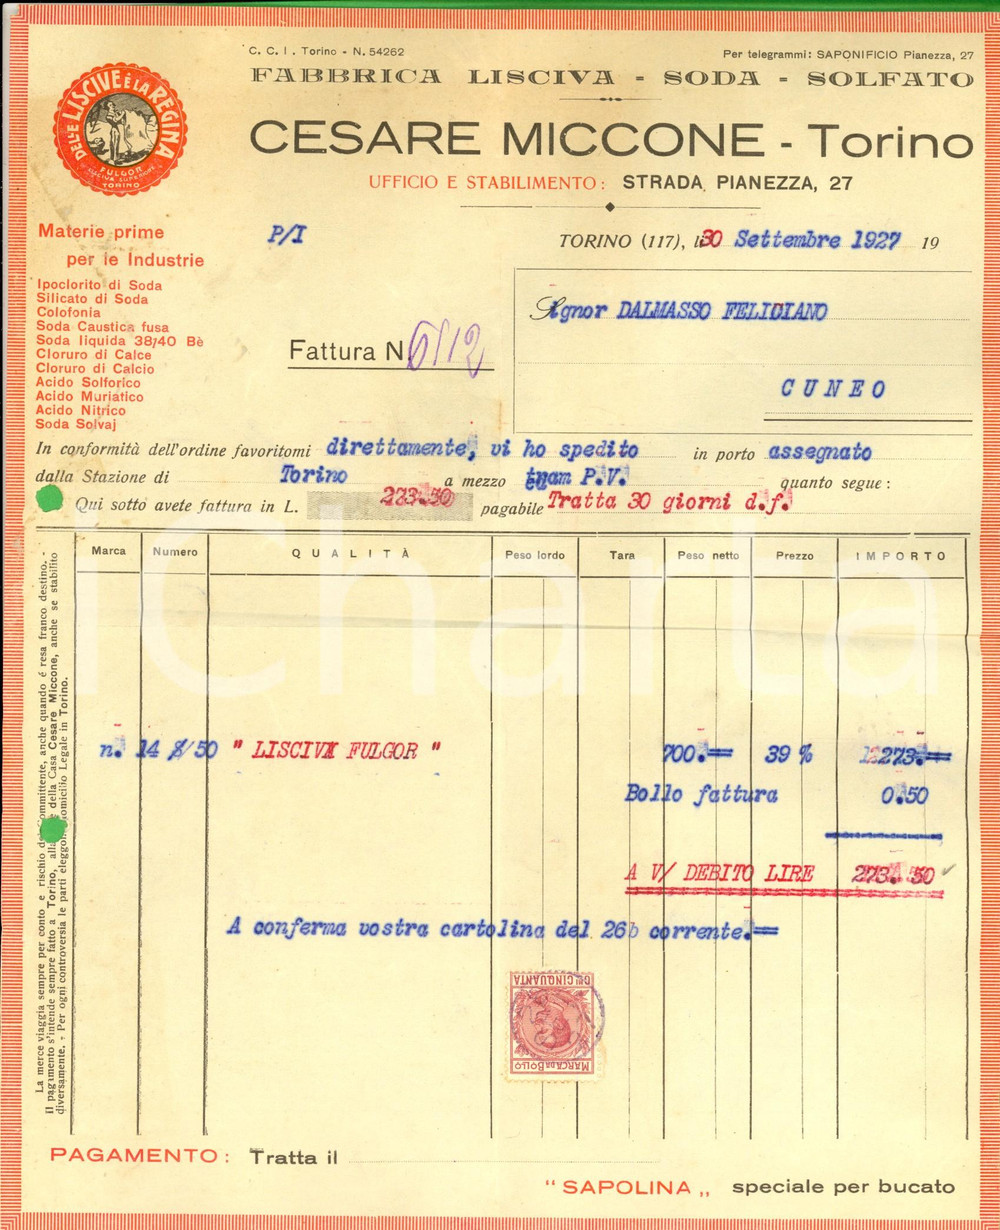 C. C. I. Torino - N. 54262
Per telegrammi: SAPONIFICIO Pianezza, 27
FABBRICA LISCIVA - SODA - SOLFATO
CESARE MICCONE - Torino
UFFICIO E STABILIMENTO: STRADA PIANEZZA, 27
DELLE LISCIVE È LA REGINA
FULGOR
LISCIVA SUPERIORE
TORINO
Materie prime
per le Industrie
Ipoclorito di Soda
Silicato di Soda
Colofonia
Soda Caustica fusa
Soda liquida 38/40 Bè
Cloruro di Calce
Cloruro di Calcio
Acido Solforico
Acido Muriatico
Acido Nitrico
Soda Solvaj
P/I
TORINO (117), li 30 Settembre 1927 19
Signor DALMASSO FELICIANO
CUNEO
Fattura N. 6112
In conformità dell'ordine favoritomi direttamente, vi ho spedito in porto assegnato
dalla Stazione di Torino a mezzo tram P.V. quanto segue:
Qui sotto avete fattura in L. 273.50 pagabile Tratta 30 giorni d.f.
Marca Numero QUALITÀ Peso lordo Tara Peso netto Prezzo IMPORTO
n. 14 /50 " LISCIVA FULGOR " 700.== 39 % 273.==
Bollo fattura 0.50
A V/ DEBITO LIRE 273.50
A conferma vostra cartolina del 26 corrente.==
CMI CINQUANTA
MARCA DA BOLLO
La merce viaggia sempre per conto e rischio del Committente, anche quando é resa franco destino. -
Il pagamento s'intende sempre fatto a Torino, alla della Casa Cesare Miccone, anche se stabilito
diversamente. - Per ogni controversia le parti eleggono domicilio Legale in Torino.
PAGAMENTO: Tratta il
"SAPOLINA„ speciale per bucato
iCharta